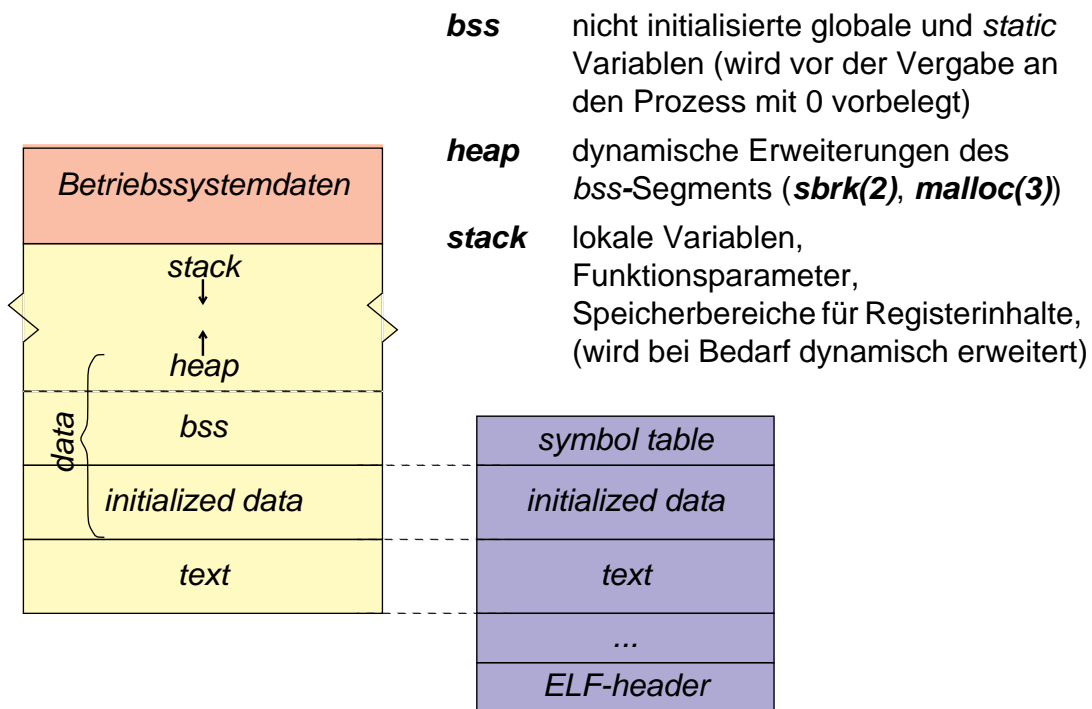 bss nicht initialisierte globale und static
Variablen (wird vor der Vergabe an
den Prozess mit 0 vorbelegt)
heap dynamische Erweiterungen des
bss-Segments (sbrk(2), malloc(3))
stack lokale Variablen,
Funktionsparameter,
Speicherbereiche für Registerinhalte,
(wird bei Bedarf dynamisch erweitert)
Betriebssystemdaten
stack
heap
data
bss
initialized data
text
symbol table
initialized data
text
...
ELF-header